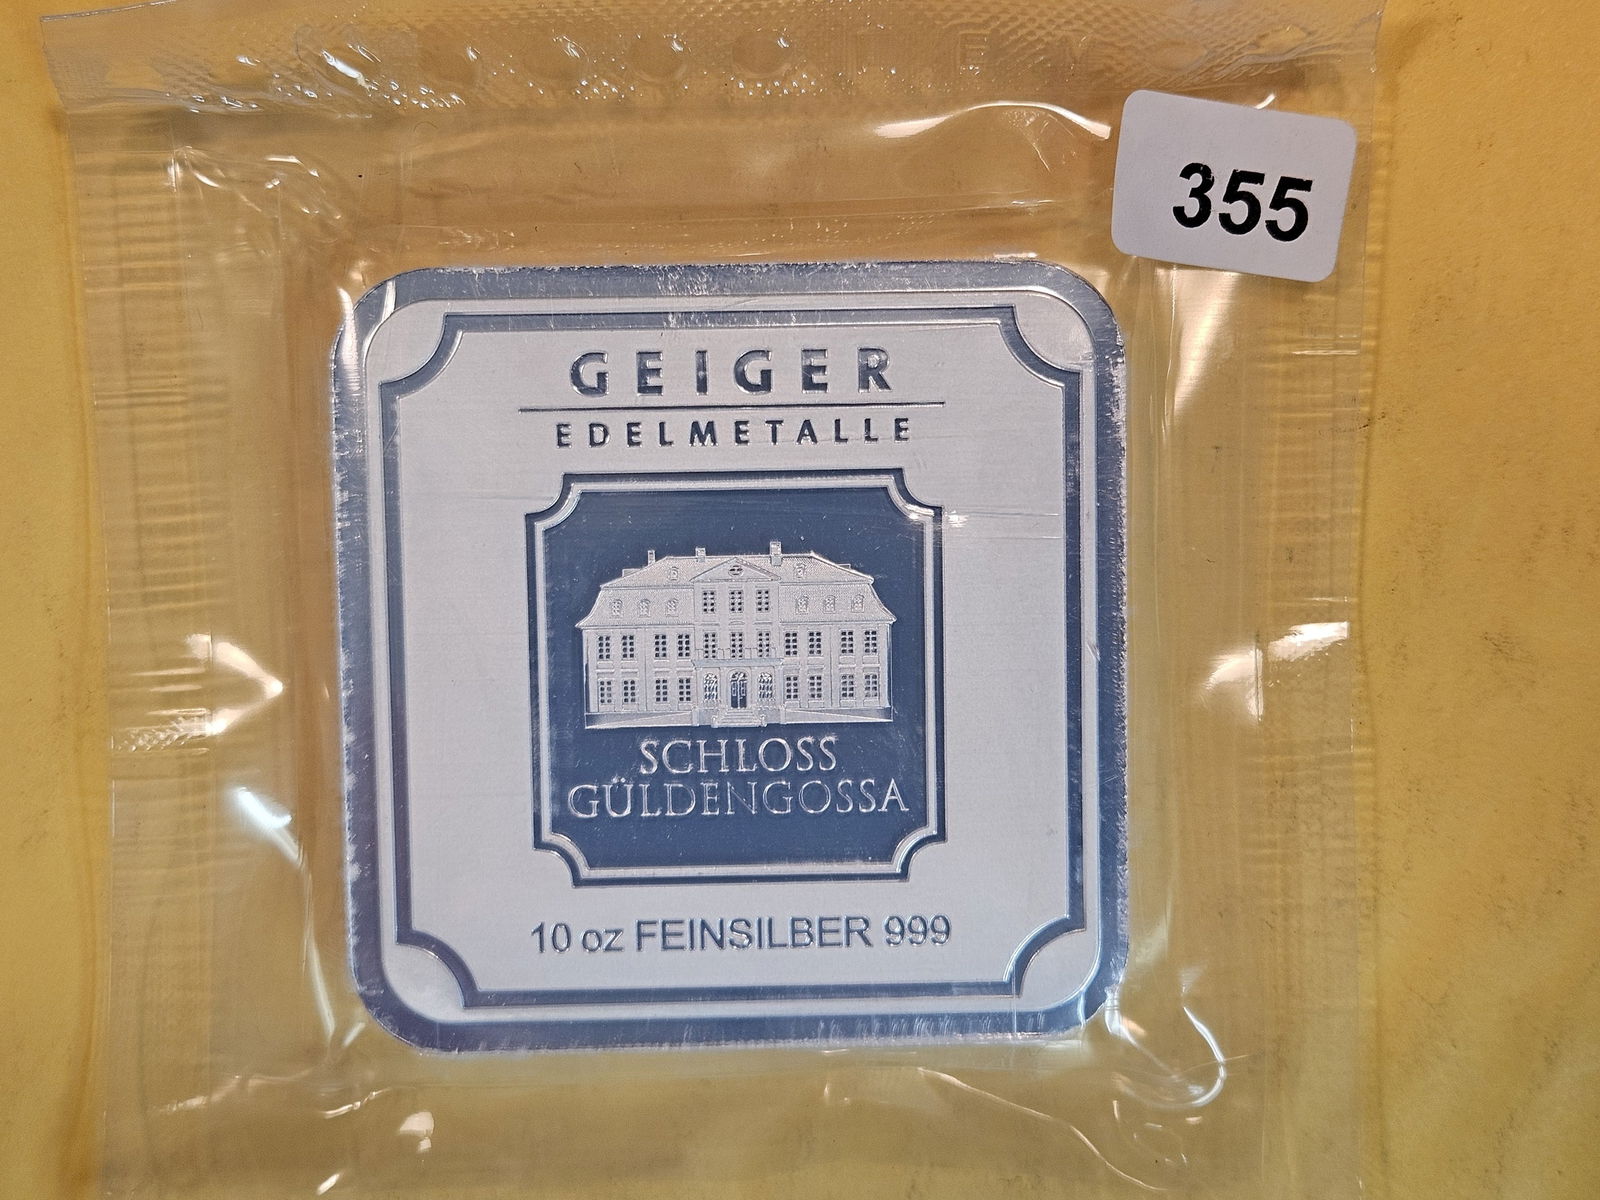 355
GEIGER
EDELMETALLE
SCHLOSS
GÜLDENGOSSA
10 oz FEINSILBER 999